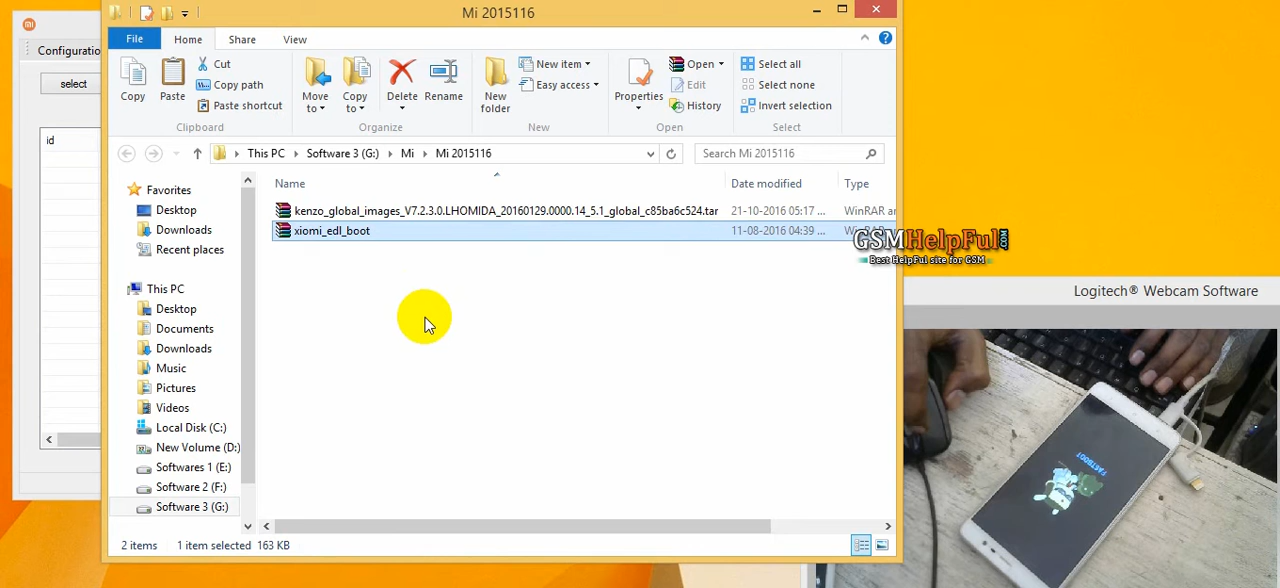 Mi 2015116
File
Home
Share
View
Configuratio
select
id
Copy
Paste
Cut
Copy path
Paste shortcut
Clipboard
Move to
Copy to
Delete
Rename
Organize
New folder
New item
Easy access
New
Properties
Open
Edit
History
Open
Select all
Select none
Invert selection
Select
This PC
Software 3 (G:)
Mi
Mi 2015116
Search Mi 2015116
Name
Date modified
Type
kenzo_global_images_V7.2.3.0.LHOMIDA_20160129.0000.14_5.1_global_c85ba6c524.tar
21-10-2016 05:17 ...
WinRAR ar
xiomi_edl_boot
11-08-2016 04:39 ...
Favorites
Desktop
Downloads
Recent places
This PC
Desktop
Documents
Downloads
Music
Pictures
Videos
Local Disk (C:)
New Volume (D:)
Softwares 1 (E:)
Software 2 (F:)
Software 3 (G:)
2 items
1 item selected 163 KB
GSMHelpFul.COM
Best HelpFul site for GSM
Logitech® Webcam Software
FASTBOOT